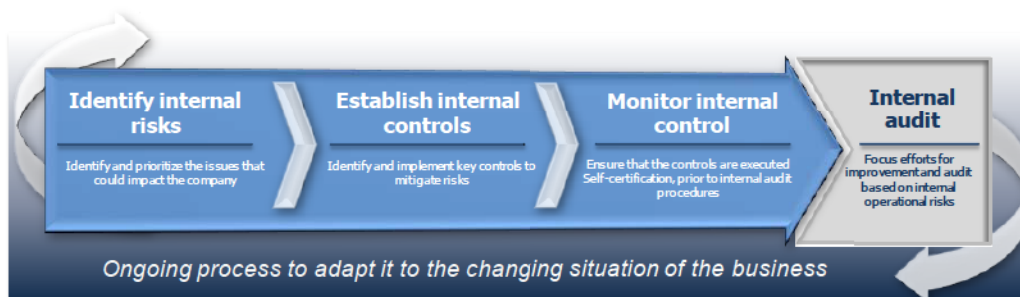 Identify internal
risks
Identify and prioritize the issues that
could impact the company
Establish internal
controls
Identify and implement key controls to
mitigate risks
Monitor internal
control
Ensure that the controls are executed
Self-certification, prior to internal audit
procedures
Internal
audit
Focus efforts for
improvement and audit
based on internal
operational risks
Ongoing process to adapt it to the changing situation of the business